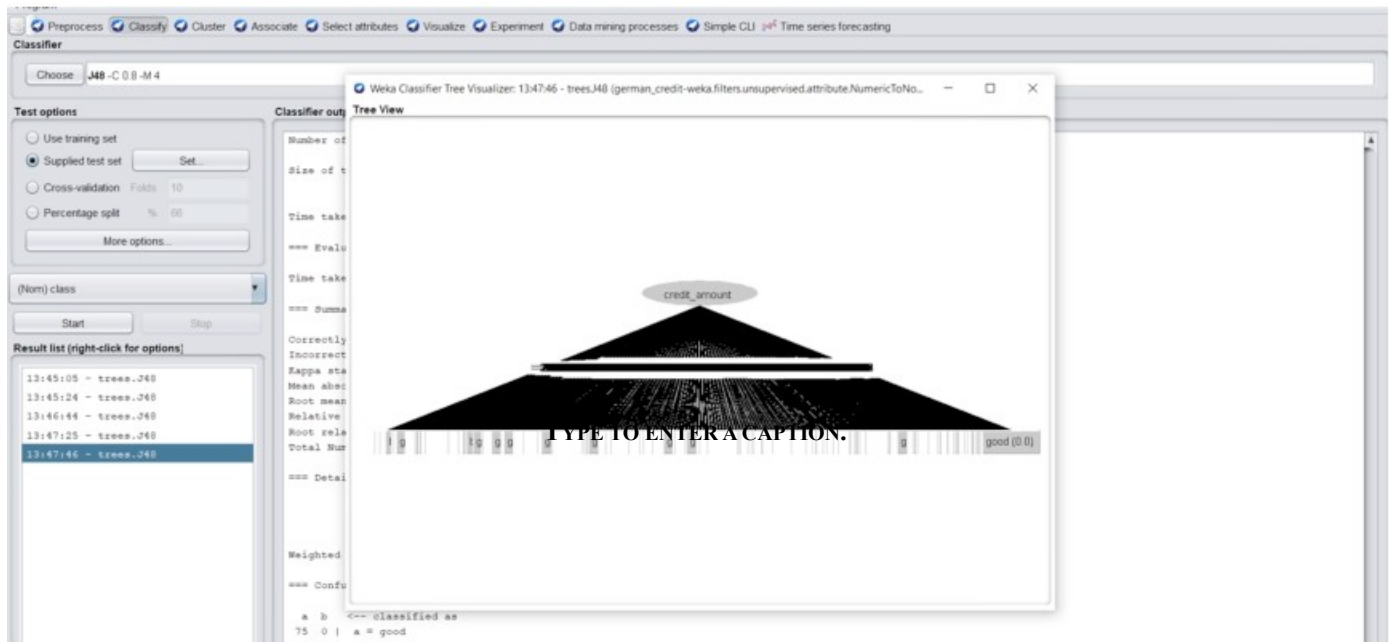 Preprocess Classify Cluster Associate Select attributes Visualize Experiment Data mining processes Simple CLI Time series forecasting
Classifier
Choose J48 -C 0.8 -M 4
Weka Classifier Tree Visualizer: 13:47:46 - trees.J48 (german_credit-weka.filters.unsupervised.attribute.NumericToNo...
Test options
Classifier out
Tree View
Use training set
Number of
Supplied test set Set...
Size of t
Cross-validation Folds 10
Percentage split % 66
Time take
More options...
=== Evalu
Time take
(Nom) class
=== Summa
Start Stop
Correctly
Result list (right-click for options)
Incorrect
Kappa sta
Mean abso
Root mean
Relative
Root rela
Total Num
13:45:05 - trees.J48
13:45:24 - trees.J48
13:46:44 - trees.J48
13:47:25 - trees.J48
13:47:46 - trees.J48
credit_amount
TYPE TO ENTER A CAPTION.
good (0.0)
=== Detai
Weighted
=== Confu
a b <-- classified as
75 0 | a = good